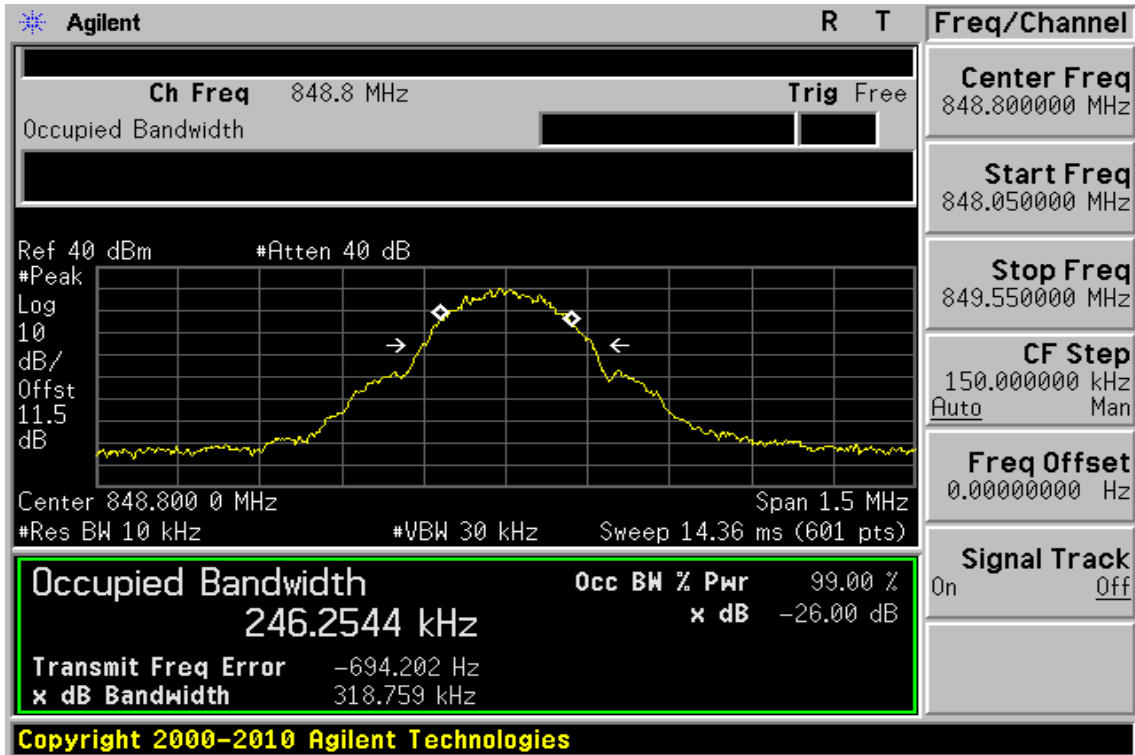 Agilent R T
Ch Freq 848.8 MHz Trig Free
Occupied Bandwidth
Ref 40 dBm #Atten 40 dB
#Peak
Log
10
dB/
Offst
11.5
dB
Center 848.800 0 MHz Span 1.5 MHz
#Res BW 10 kHz #VBW 30 kHz Sweep 14.36 ms (601 pts)
Occupied Bandwidth Occ BW % Pwr 99.00 %
246.2544 kHz x dB -26.00 dB
Transmit Freq Error -694.202 Hz
x dB Bandwidth 318.759 kHz
Copyright 2000-2010 Agilent Technologies
Freq/Channel
Center Freq
848.800000 MHz
Start Freq
848.050000 MHz
Stop Freq
849.550000 MHz
CF Step
150.000000 kHz
Auto Man
Freq Offset
0.00000000 Hz
Signal Track
On Off